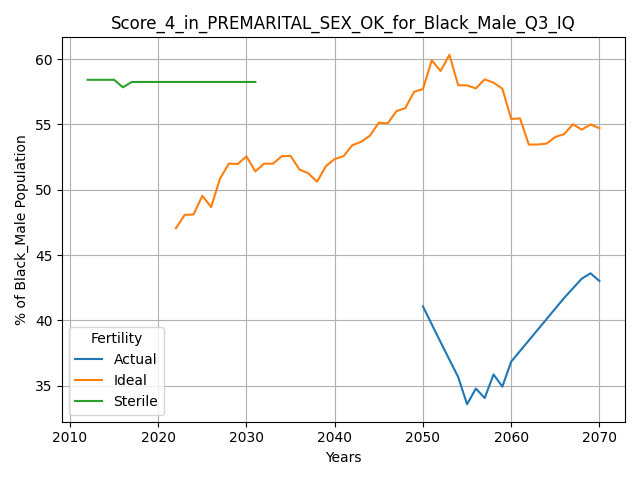 Score_4_in_PREMARITAL_SEX_OK_for_Black_Male_Q3_IQ
% of Black_Male Population
60
55
50
45
40
35
Fertility
Actual
Ideal
Sterile
2010 2020 2030 2040 2050 2060 2070
Years